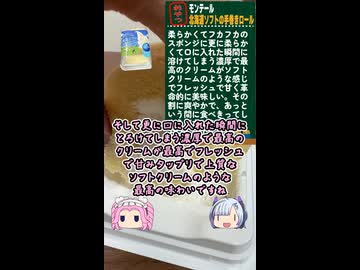 おやつ
モンテール
北海道ソフトの手巻きロール
柔らかくてフカフカの
スポンジに更に柔らか
くて口に入れた瞬間に
溶けてしまう濃厚で最
高のクリームがソフト
クリームのような感じ
でフレッシュで甘く革
命的に美味しい。その
割に爽やかで、あっと
いう間に食べきってし
そして更に口に入れた瞬間に
とろけてしまう濃厚で最高の
クリームが最高でフレッシュ
で甘みタップリで上質な
ソフトクリームのような
最高の味わいですね